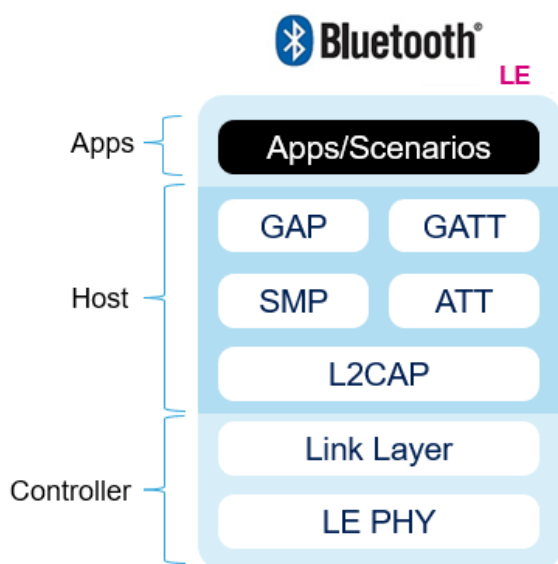 Bluetooth®
LE
Apps
Apps/Scenarios
Host
GAP GATT
SMP ATT
L2CAP
Controller
Link Layer
LE PHY